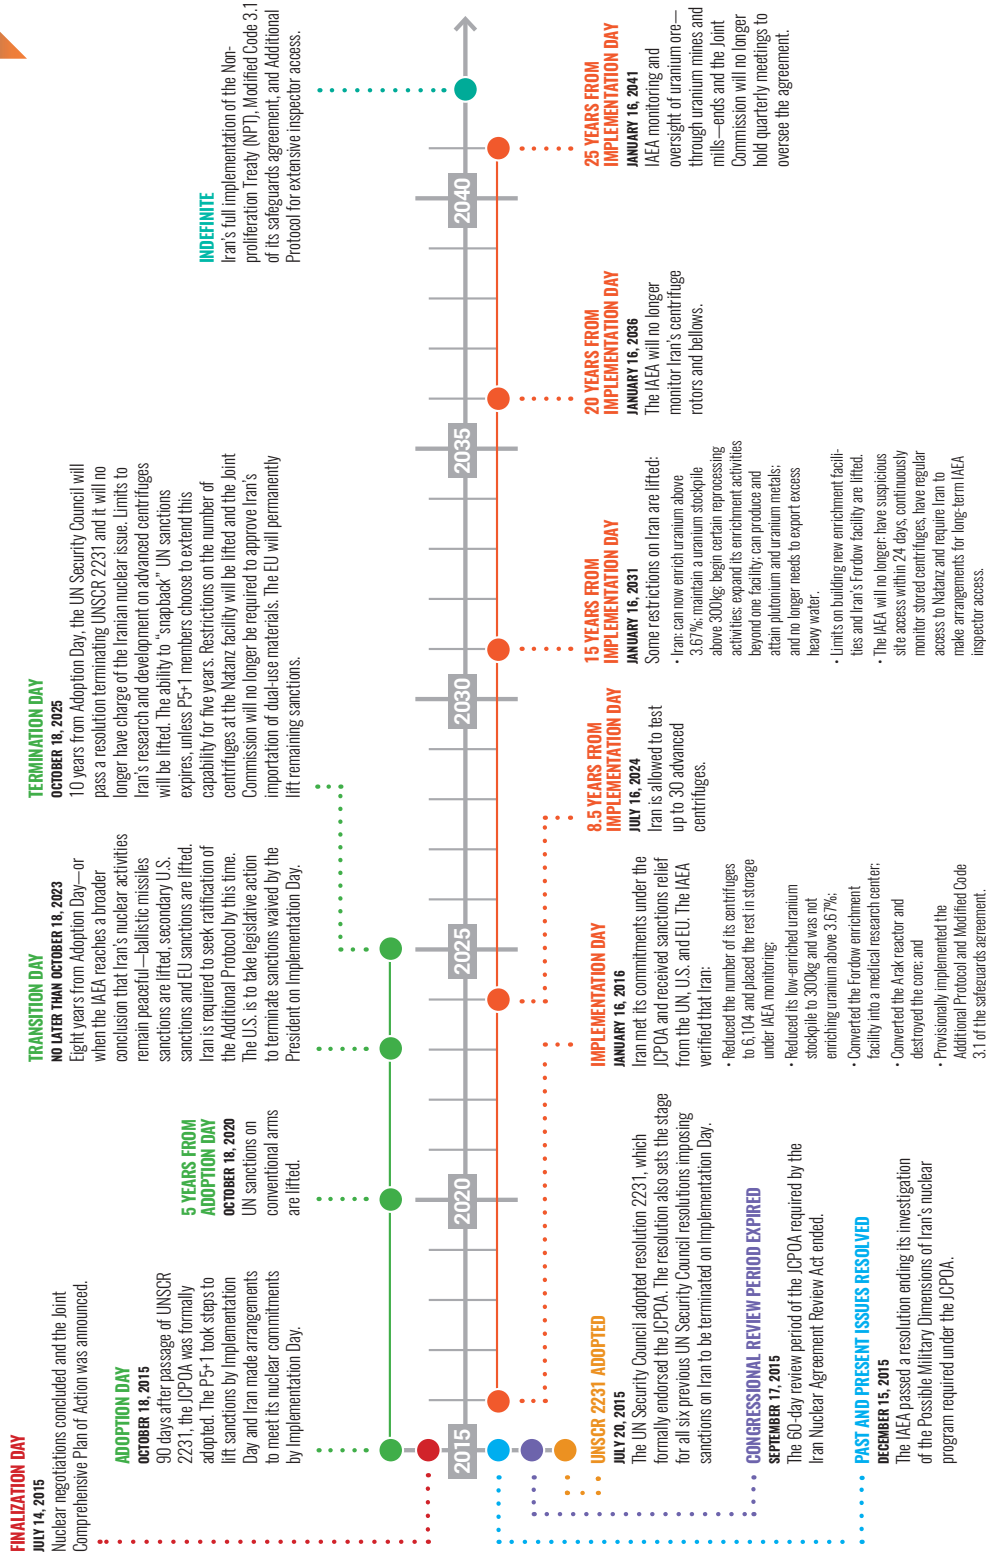 FINALIZATION DAY
JULY 14, 2015
Nuclear negotiations concluded and the Joint
Comprehensive Plan of Action was announced.
ADOPTION DAY
OCTOBER 18, 2015
90 days after passage of UNSCR
2231, the JCPOA was formally
adopted. The P5+1 took steps to
lift sanctions by Implementation
Day and Iran made arrangements
to meet its nuclear commitments
by Implementation Day.
5 YEARS FROM
ADOPTION DAY
OCTOBER 18, 2020
UN sanctions on
conventional arms
are lifted.
TRANSITION DAY
NO LATER THAN OCTOBER 18, 2023
Eight years from Adoption Day—or
when the IAEA reaches a broader
conclusion that Iran's nuclear activities
remain peaceful—ballistic missiles
sanctions are lifted, secondary U.S.
sanctions and EU sanctions are lifted.
Iran is required to seek ratification of
the Additional Protocol by this time.
The U.S. is to take legislative action
to terminate sanctions waived by the
President on Implementation Day.
TERMINATION DAY
OCTOBER 18, 2025
10 years from Adoption Day, the UN Security Council will
pass a resolution terminating UNSCR 2231 and it will no
longer have charge of the Iranian nuclear issue. Limits to
Iran's research and development on advanced centrifuges
will be lifted. The ability to "snapback" UN sanctions
expires, unless P5+1 members choose to extend this
capability for five years. Restrictions on the number of
centrifuges at the Natanz facility will be lifted and the Joint
Commission will no longer be required to approve Iran's
importation of dual-use materials. The EU will permanently
lift remaining sanctions.
INDEFINITE
Iran's full implementation of the Non-
proliferation Treaty (NPT), Modified Code 3.1
of its safeguards agreement, and Additional
Protocol for extensive inspector access.
2015
2020
2025
2030
2035
2040
UNSCR 2231 ADOPTED
JULY 20, 2015
The UN Security Council adopted resolution 2231, which
formally endorsed the JCPOA. The resolution also sets the stage
for all six previous UN Security Council resolutions imposing
sanctions on Iran to be terminated on Implementation Day.
CONGRESSIONAL REVIEW PERIOD EXPIRED
SEPTEMBER 17, 2015
The 60-day review period of the JCPOA required by the
Iran Nuclear Agreement Review Act ended.
PAST AND PRESENT ISSUES RESOLVED
DECEMBER 15, 2015
The IAEA passed a resolution ending its investigation
of the Possible Military Dimensions of Iran's nuclear
program required under the JCPOA.
IMPLEMENTATION DAY
JANUARY 16, 2016
Iran met its commitments under the
JCPOA and received sanctions relief
from the UN, U.S. and EU. The IAEA
verified that Iran:
• Reduced the number of its centrifuges
to 6,104 and placed the rest in storage
under IAEA monitoring;
• Reduced its low-enriched uranium
stockpile to 300kg and was not
enriching uranium above 3.67%;
• Converted the Fordow enrichment
facility into a medical research center;
• Converted the Arak reactor and
destroyed the core; and
• Provisionally implemented the
Additional Protocol and Modified Code
3.1 of the safeguards agreement.
8.5 YEARS FROM
IMPLEMENTATION DAY
JULY 16, 2024
Iran is allowed to test
up to 30 advanced
centrifuges.
15 YEARS FROM
IMPLEMENTATION DAY
JANUARY 16, 2031
Some restrictions on Iran are lifted:
• Iran: can now enrich uranium above
3.67%; maintain a uranium stockpile
above 300kg; begin certain reprocessing
activities; expand its enrichment activities
beyond one facility; can produce and
attain plutonium and uranium metals;
and no longer needs to export excess
heavy water.
• Limits on building new enrichment facili-
ties and Iran's Fordow facility are lifted.
• The IAEA will no longer: have suspicious
site access within 24 days, continuously
monitor stored centrifuges, have regular
access to Natanz and require Iran to
make arrangements for long-term IAEA
inspector access.
20 YEARS FROM
IMPLEMENTATION DAY
JANUARY 16, 2036
The IAEA will no longer
monitor Iran's centrifuge
rotors and bellows.
25 YEARS FROM
IMPLEMENTATION DAY
JANUARY 16, 2041
IAEA monitoring and
oversight of uranium ore—
through uranium mines and
mills—ends and the Joint
Commission will no longer
hold quarterly meetings to
oversee the agreement.